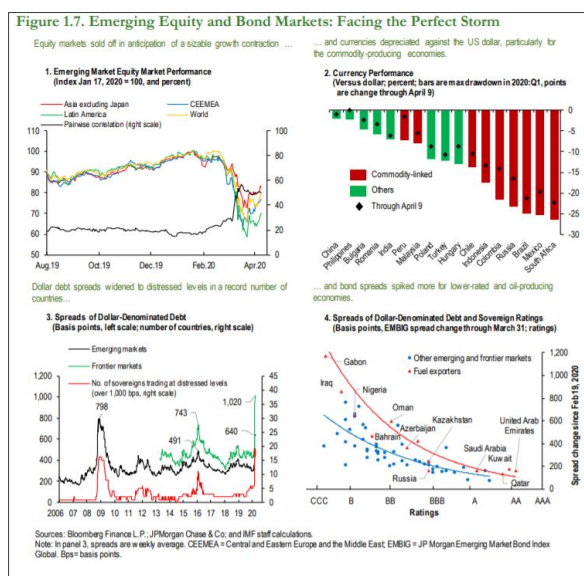 Figure 1.7. Emerging Equity and Bond Markets: Facing the Perfect Storm
Equity markets sold off in anticipation of a sizable growth contraction …
1. Emerging Market Equity Market Performance
(Index Jan 17, 2020 = 100, and percent)
Asia excluding Japan
CEEMEA
Latin America
World
Pairwise correlation (right scale)
110
100
90
80
70
60
50
100
80
60
40
20
0
Aug.19
Oct.19
Dec.19
Feb.20
Apr.20
… and currencies depreciated against the US dollar, particularly for
the commodity-producing economies.
2. Currency Performance
(Versus dollar; percent; bars are max drawdown in 2020:Q1, points
are change through April 9)
0
-5
-10
-15
-20
-25
-30
Commodity-linked
Others
Through April 9
China
Philippines
Bulgaria
Romania
India
Peru
Malaysia
Poland
Turkey
Hungary
Chile
Indonesia
Colombia
Russia
Brazil
Mexico
South Africa
Dollar debt spreads widened to distressed levels in a record number of
countries…
3. Spreads of Dollar-Denominated Debt
(Basis points, left scale; number of countries, right scale)
Emerging markets
Frontier markets
No. of sovereigns trading at distressed levels
(over 1,000 bps, right scale)
1,200
1,000
800
600
400
200
0
45
40
35
30
25
20
15
10
5
0
798
743
491
1,020
640
2006
07
08
09
10
11
12
13
14
15
16
17
18
19
20
… and bond spreads spiked more for lower-rated and oil-producing
economies.
4. Spreads of Dollar-Denominated Debt and Sovereign Ratings
(Basis points, EMBIG spread change through March 31; ratings)
Other emerging and frontier markets
Fuel exporters
Gabon
Iraq
Nigeria
Oman
Azerbaijan
Bahrain
Kazakhstan
Russia
United Arab
Emirates
Saudi Arabia
Kuwait
Qatar
1,200
1,000
800
600
400
200
0
Spread changes since Feb 19, 2020
CCC
B
BB
BBB
A
AA
AAA
Ratings
Sources: Bloomberg Finance L.P.; JPMorgan Chase & Co; and IMF staff calculations.
Note: In panel 3, spreads are weekly average. CEEMEA = Central and Eastern Europe and the Middle East; EMBIG = JP Morgan Emerging Market Bond Index
Global. Bps= basis points.